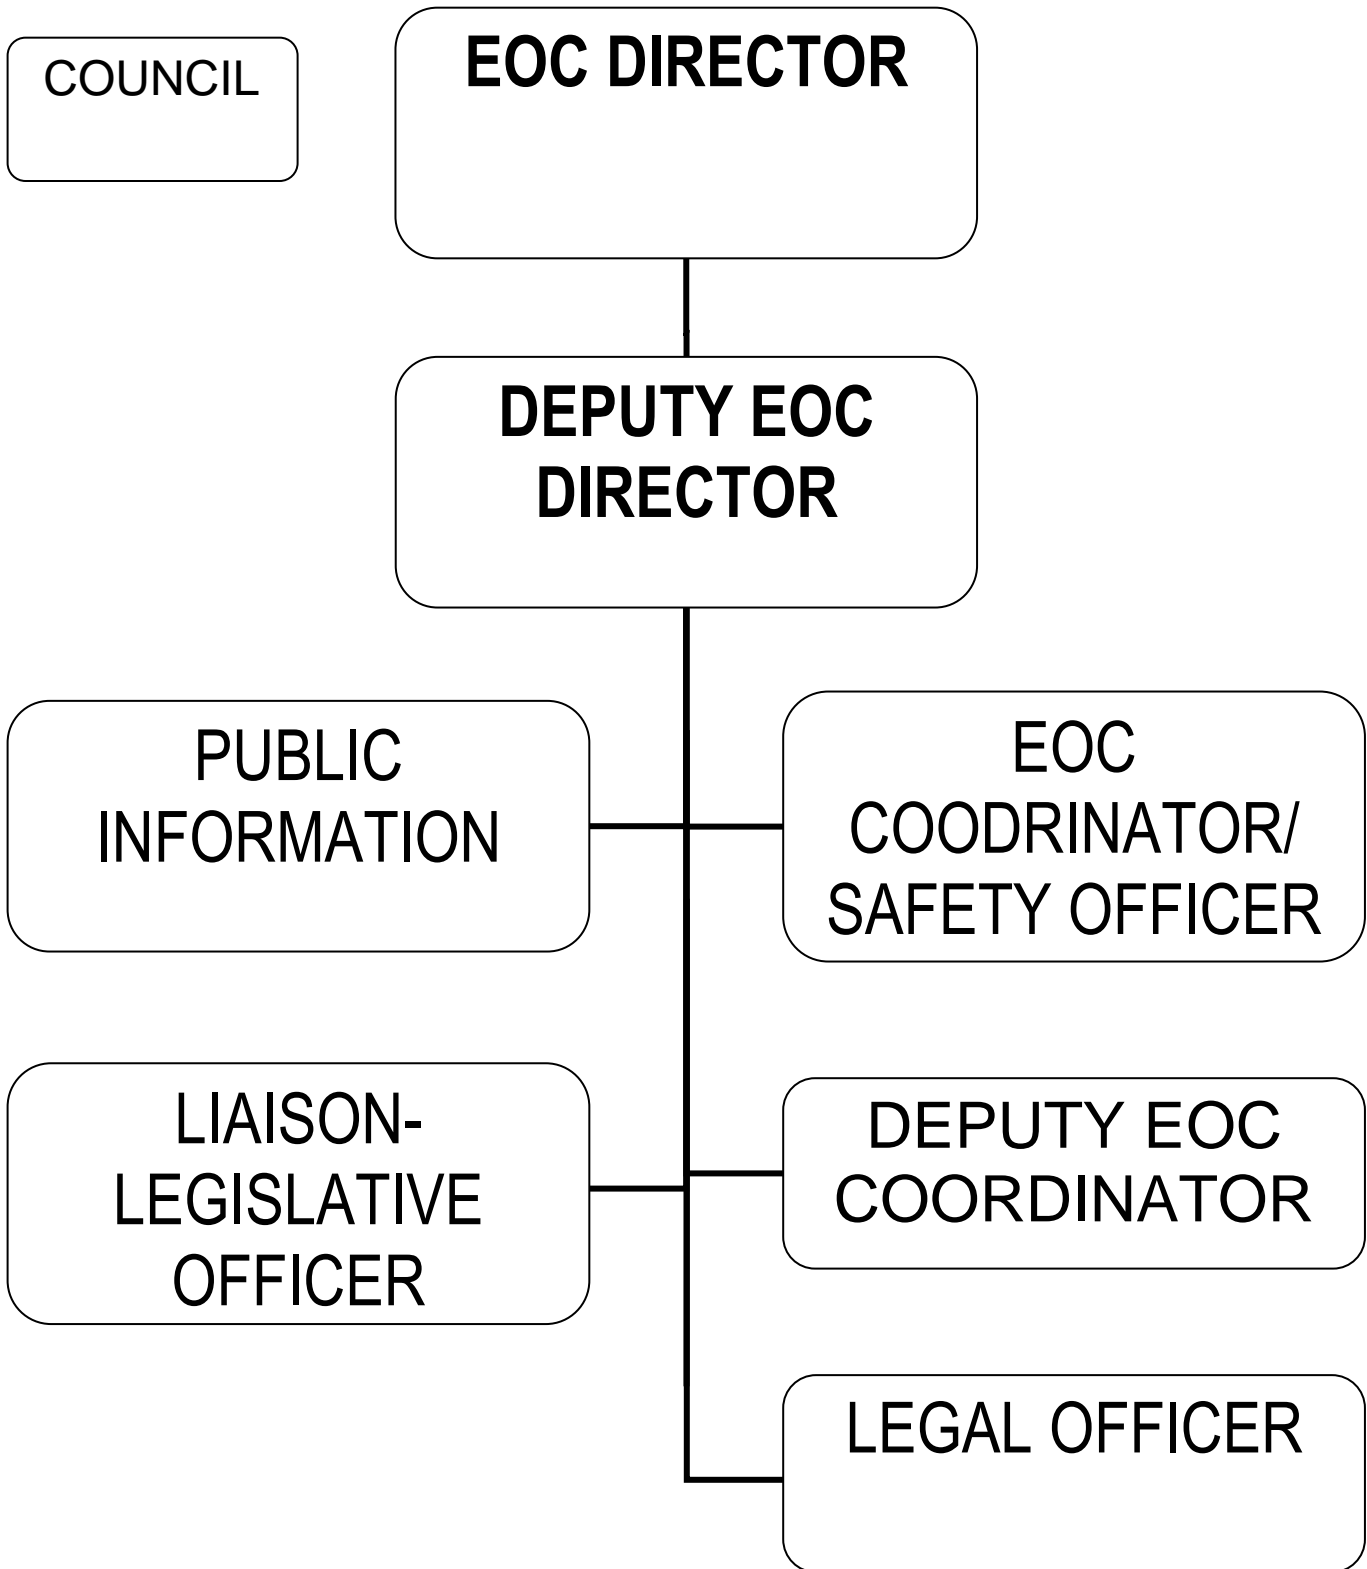 COUNCIL
EOC DIRECTOR
DEPUTY EOC
DIRECTOR
PUBLIC
INFORMATION
EOC
COODRINATOR/
SAFETY OFFICER
LIAISON-
LEGISLATIVE
OFFICER
DEPUTY EOC
COORDINATOR
LEGAL OFFICER